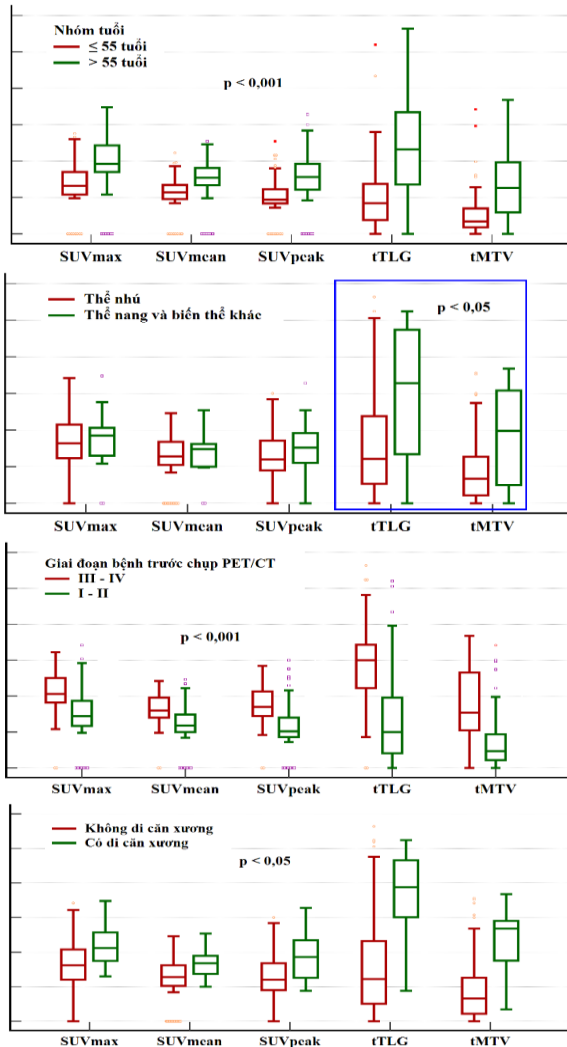 Nhóm tuổi
≤ 55 tuổi
> 55 tuổi
p < 0,001
SUVmax SUVmean SUVpeak tTLG tMTV
Thể nhú
Thể nang và biến thể khác
p < 0,05
SUVmax SUVmean SUVpeak tTLG tMTV
Giai đoạn bệnh trước chụp PET/CT
III - IV
I - II
p < 0,001
SUVmax SUVmean SUVpeak tTLG tMTV
Không di căn xương
Có di căn xương
p < 0,05
SUVmax SUVmean SUVpeak tTLG tMTV